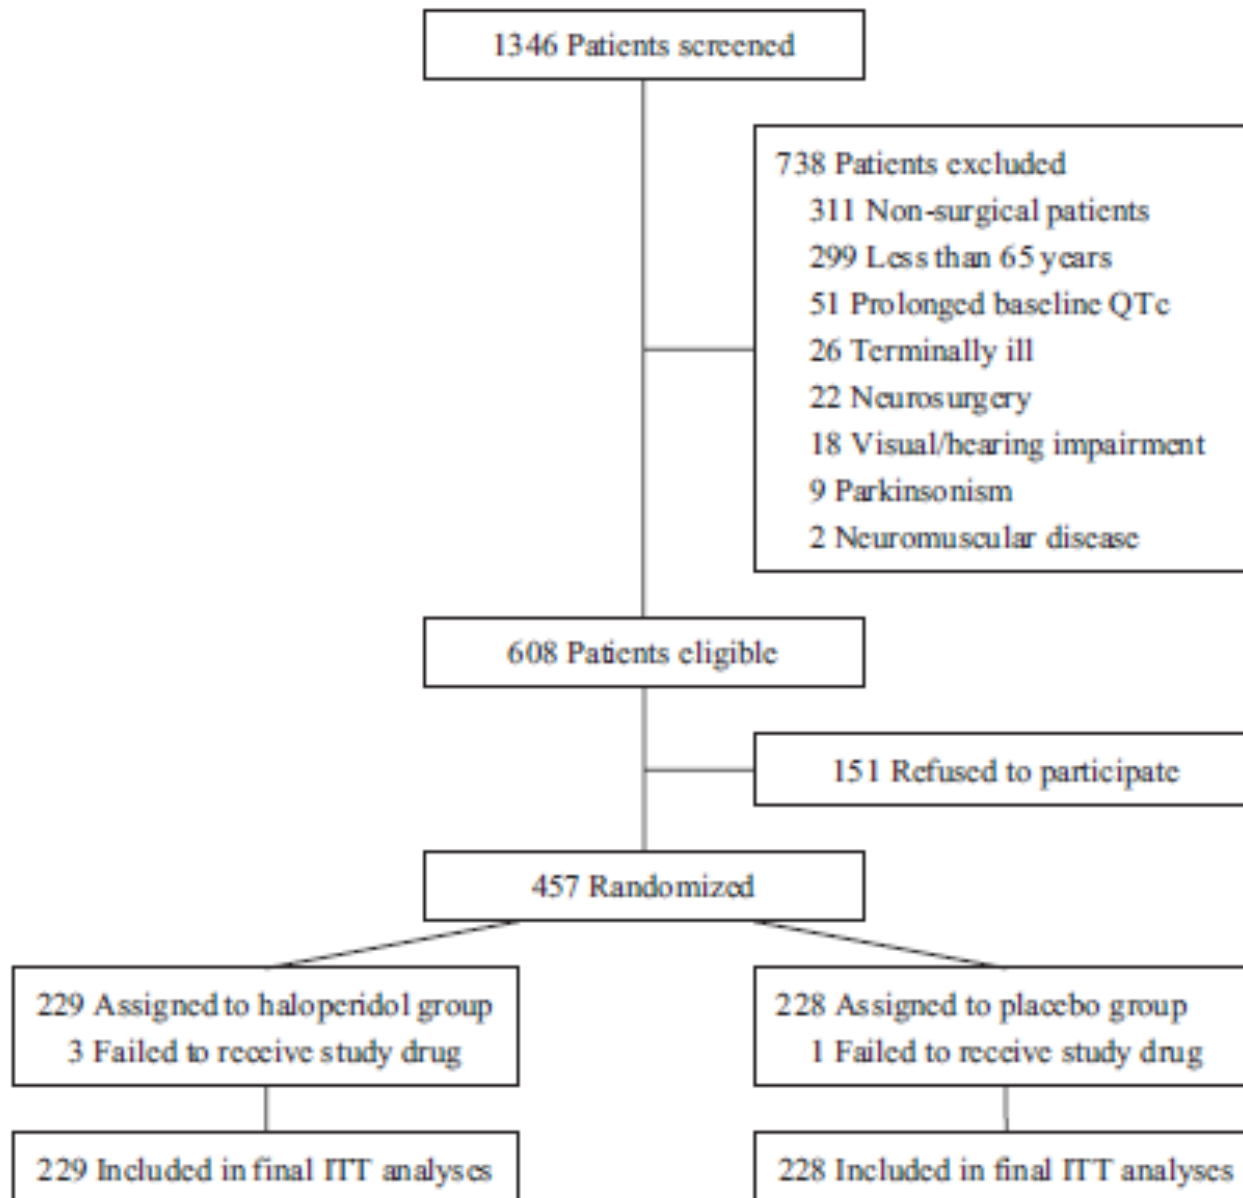 1346 Patients screened
738 Patients excluded
311 Non-surgical patients
299 Less than 65 years
51 Prolonged baseline QTc
26 Terminally ill
22 Neurosurgery
18 Visual/hearing impairment
9 Parkinsonism
2 Neuromuscular disease
608 Patients eligible
151 Refused to participate
457 Randomized
229 Assigned to haloperidol group
3 Failed to receive study drug
228 Assigned to placebo group
1 Failed to receive study drug
229 Included in final ITT analyses
228 Included in final ITT analyses